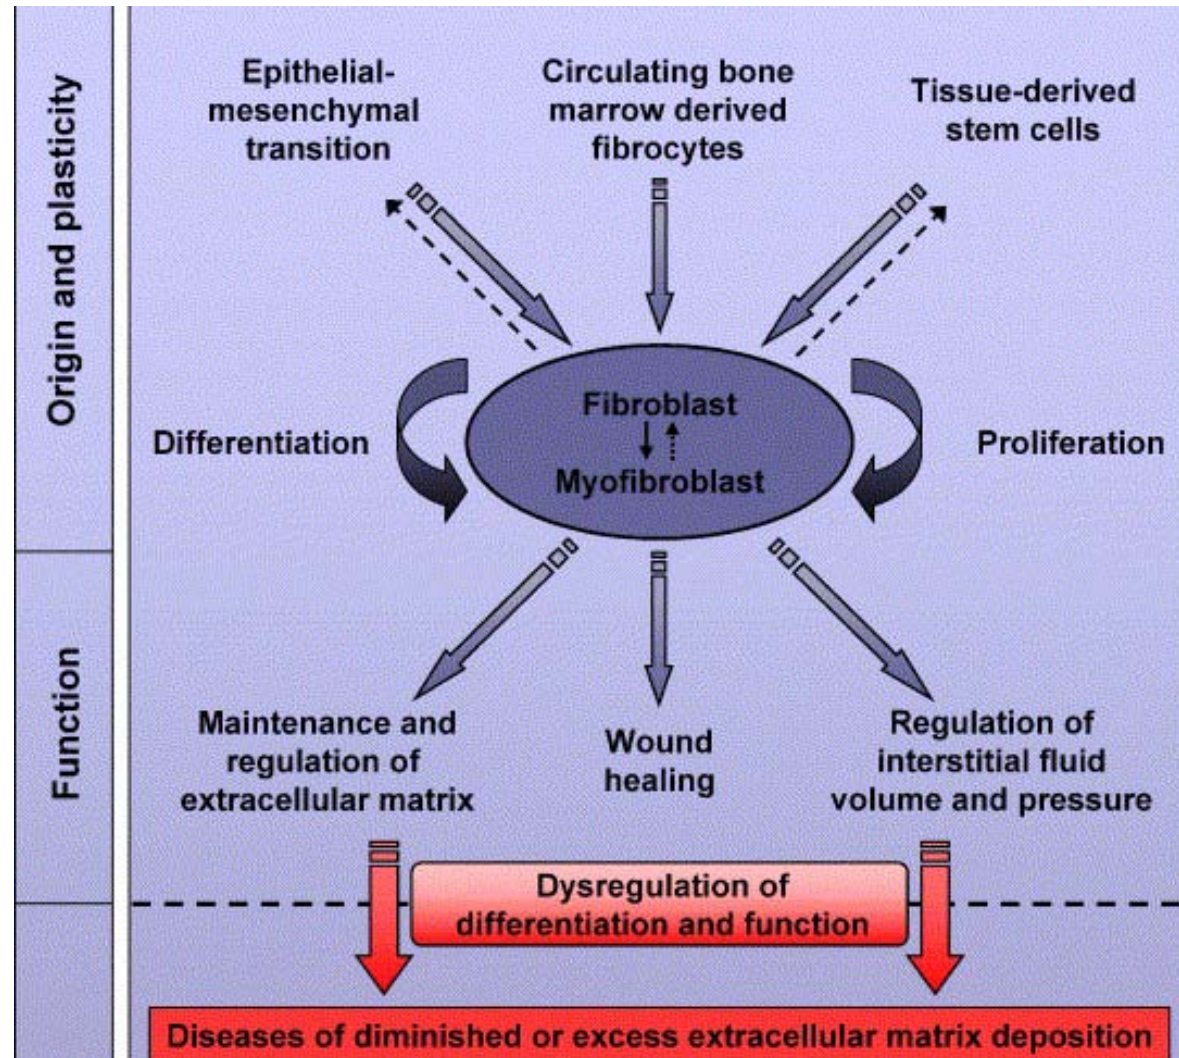 Origin and plasticity
Epithelial-
mesenchymal
transition
Circulating bone
marrow derived
fibrocytes
Tissue-derived
stem cells
Differentiation
Fibroblast
Myofibroblast
Proliferation
Function
Maintenance and
regulation of
extracellular matrix
Wound
healing
Regulation of
interstitial fluid
volume and pressure
Dysregulation of
differentiation and function
Diseases of diminished or excess extracellular matrix deposition